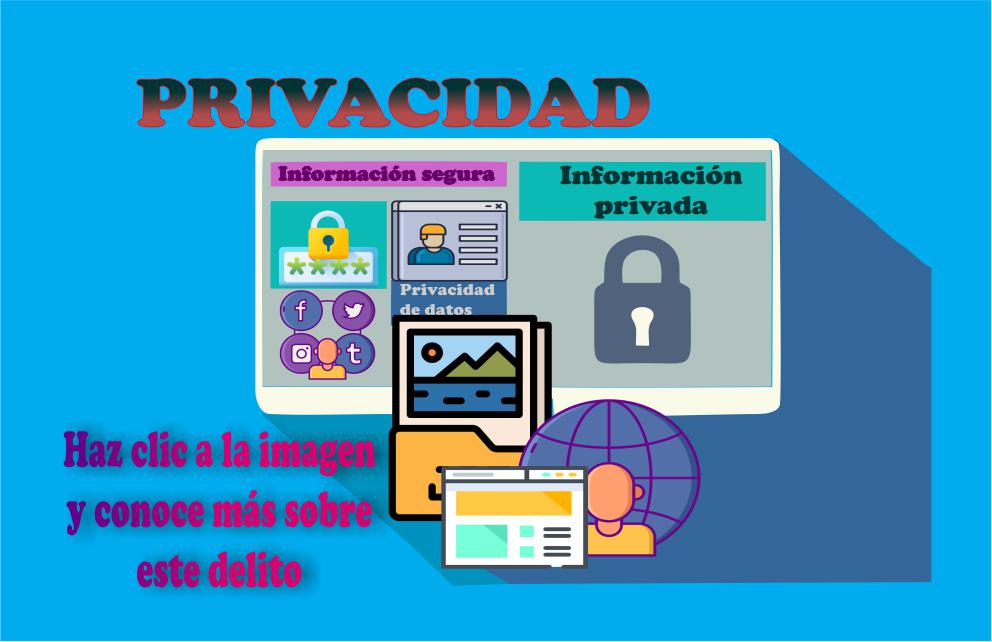 PRIVACIDAD
Información segura
Información
privada
Privacidad
de datos
Haz clic a la imagen
y conoce más sobre
este delito